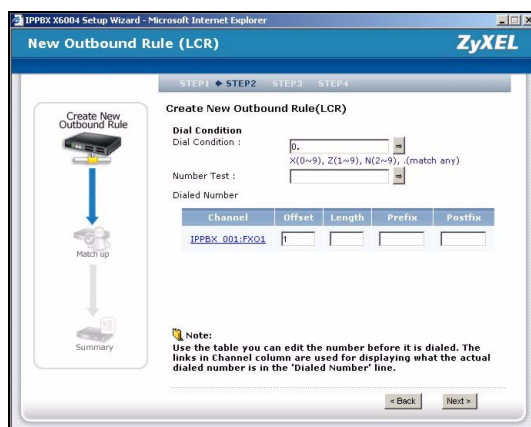 IPPBX X6004 Setup Wizard - Microsoft Internet Explorer
New Outbound Rule (LCR)
ZyXEL
STEP1 STEP2 STEP3 STEP4
Create New
Outbound Rule
Match up
Summary
Create New Outbound Rule(LCR)
Dial Condition
Dial Condition :
0.
X(0~9), Z(1~9), N(2~9), .(match any)
Number Test :
Dialed Number
Channel Offset Length Prefix Postfix
IPPBX_001:FXO1 1
Note:
Use the table you can edit the number before it is dialed. The
links in Channel column are used for displaying what the actual
dialed number is in the 'Dialed Number' line.
< Back Next >